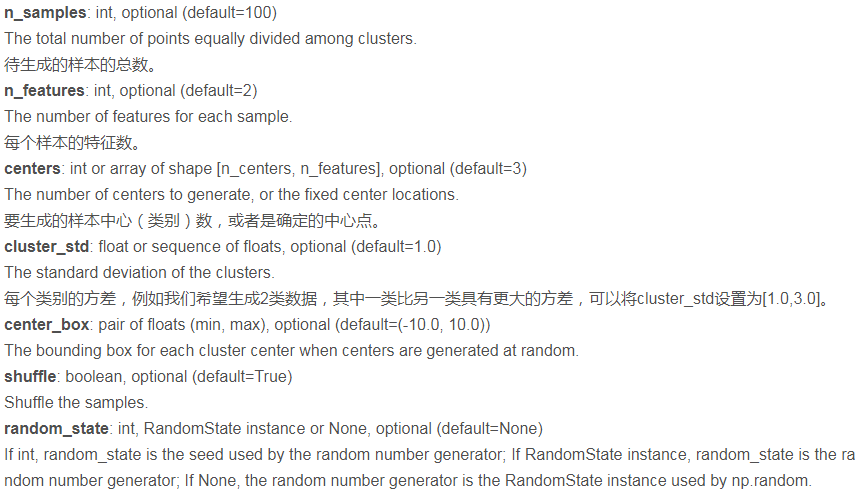 n_samples: int, optional (default=100)
The total number of points equally divided among clusters.
待生成的样本的总数。
n_features: int, optional (default=2)
The number of features for each sample.
每个样本的特征数。
centers: int or array of shape [n_centers, n_features], optional (default=3)
The number of centers to generate, or the fixed center locations.
要生成的样本中心（类别）数，或者是确定的中心点。
cluster_std: float or sequence of floats, optional (default=1.0)
The standard deviation of the clusters.
每个类别的方差，例如我们希望生成2类数据，其中一类比另一类具有更大的方差，可以将cluster_std设置为[1.0,3.0]。
center_box: pair of floats (min, max), optional (default=(-10.0, 10.0))
The bounding box for each cluster center when centers are generated at random.
shuffle: boolean, optional (default=True)
Shuffle the samples.
random_state: int, RandomState instance or None, optional (default=None)
If int, random_state is the seed used by the random number generator; If RandomState instance, random_state is the ra
ndom number generator; If None, the random number generator is the RandomState instance used by np.random.